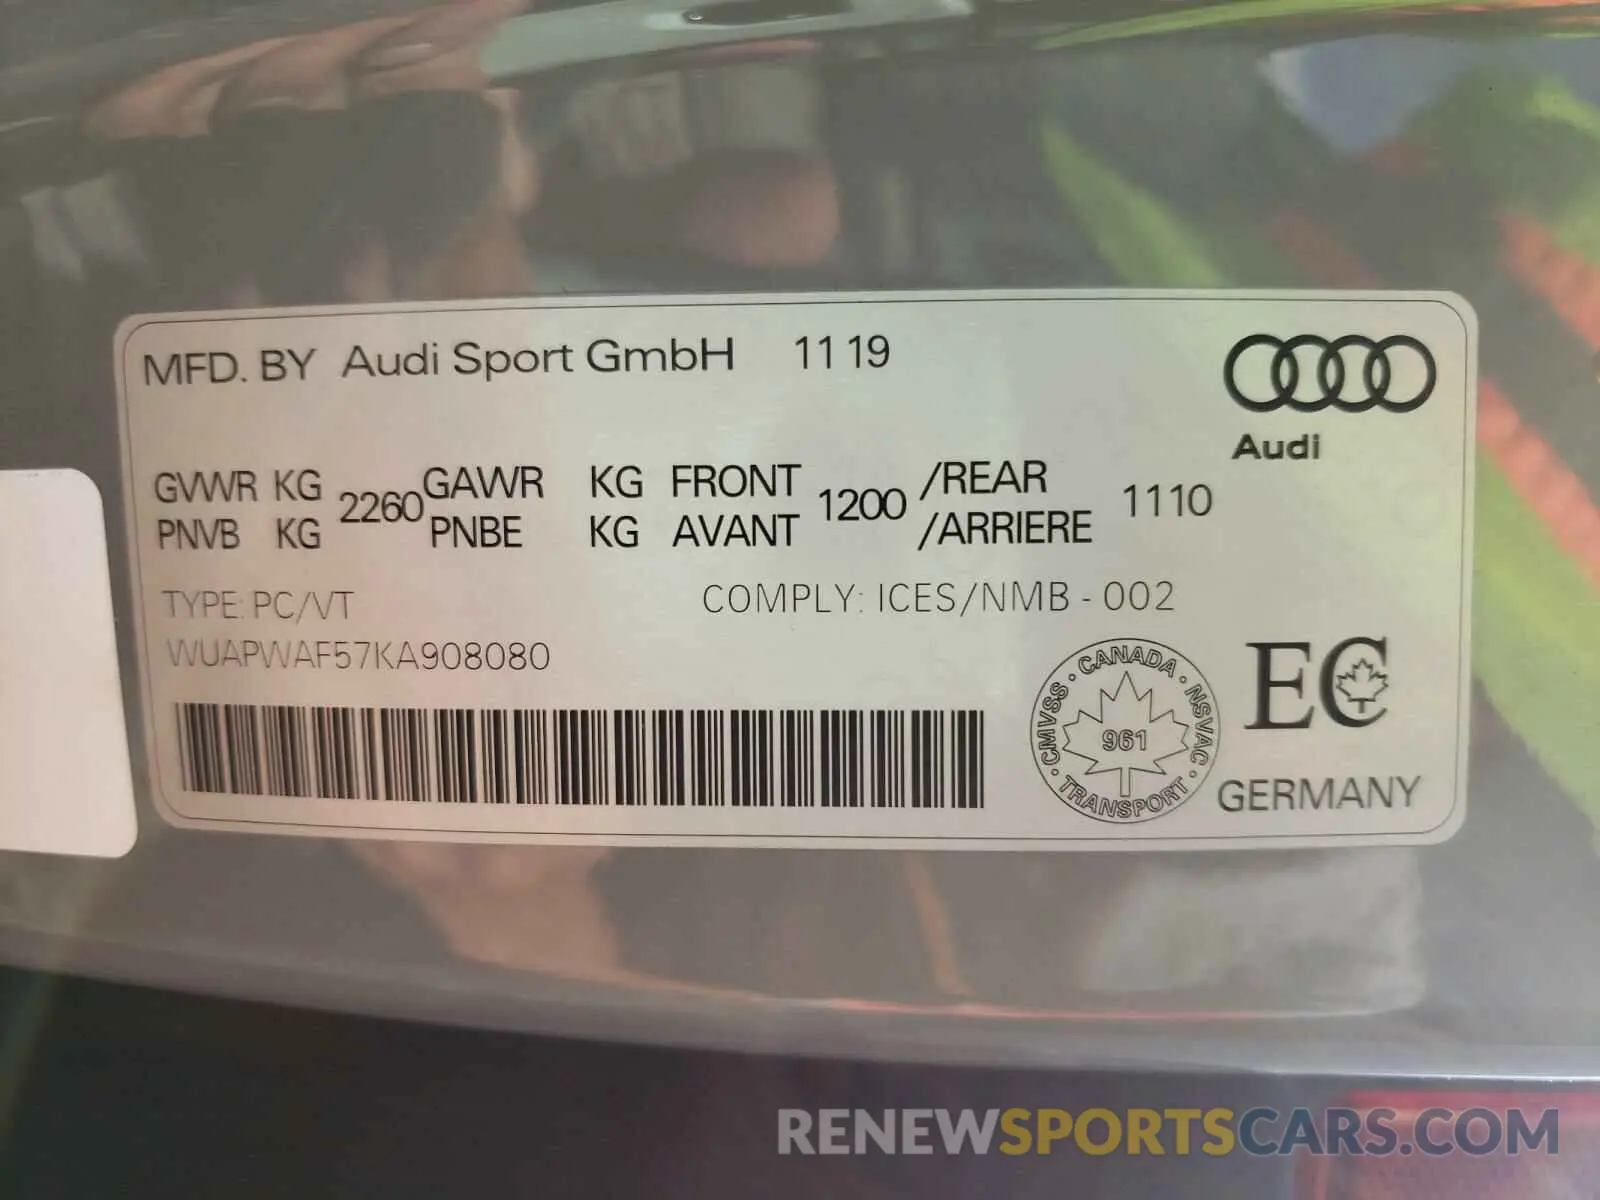 MFD. BY Audi Sport GmbH 11 19
Audi
GVWR KG 2260 GAWR KG FRONT 1200 /REAR 1110
PNVB KG PNBE KG AVANT /ARRIERE
TYPE: PC/VT COMPLY: ICES/NMB - 002
WUAPWAF57KA908080
CMVSS · CANADA · NSVAC · TRANSPORT ·
961
EC
GERMANY
RENEWSPORTSCARS.COM